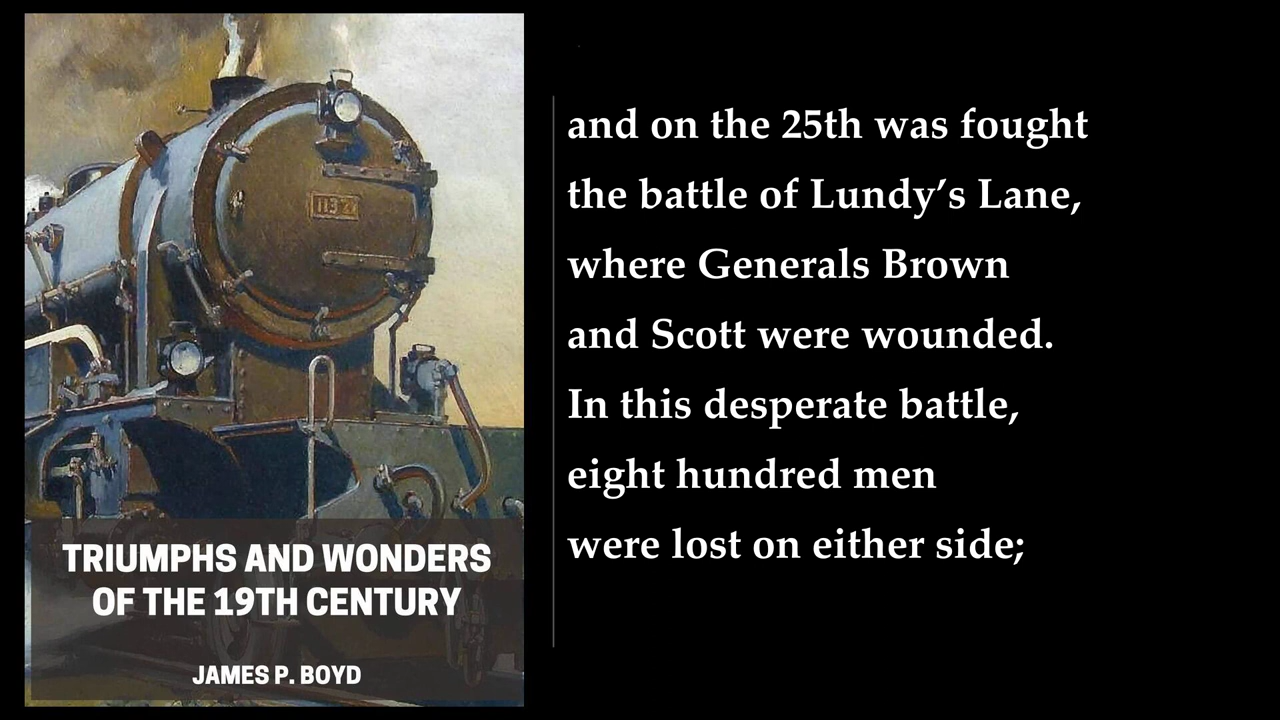 TRIUMPHS AND WONDERS
OF THE 19TH CENTURY
JAMES P. BOYD
and on the 25th was fought
the battle of Lundy’s Lane,
where Generals Brown
and Scott were wounded.
In this desperate battle,
eight hundred men
were lost on either side;